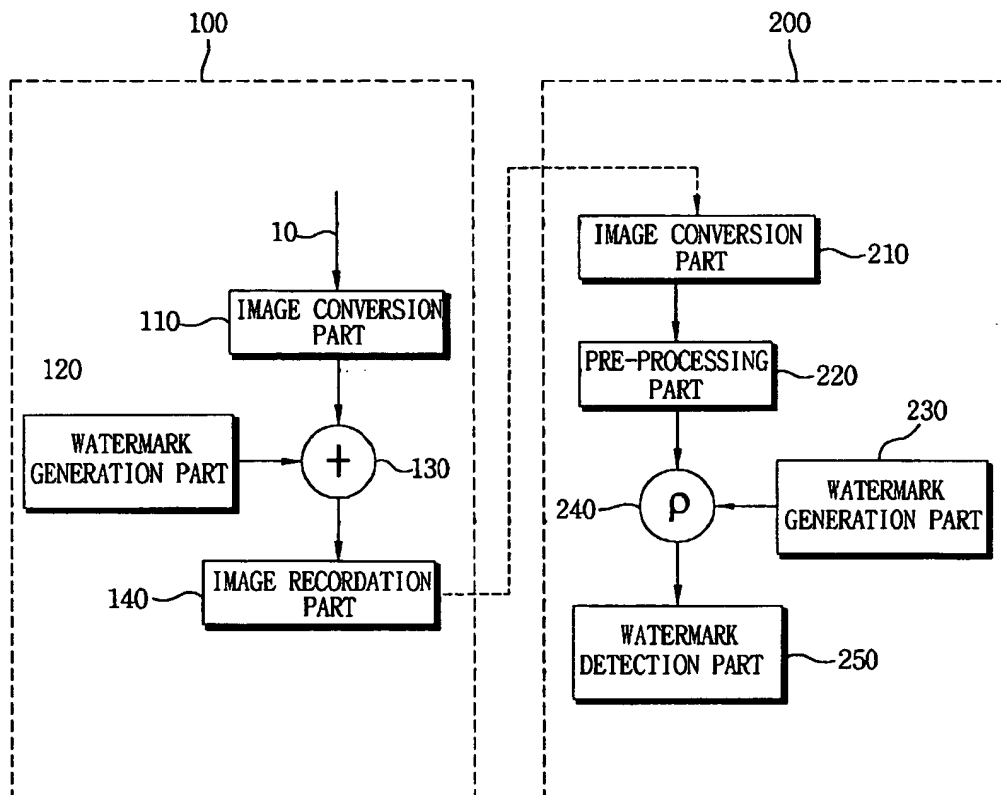 100
200
10
IMAGE CONVERSION
PART
110
120
WATERMARK
GENERATION PART
+
130
IMAGE RECORDATION
PART
140
IMAGE CONVERSION
PART
210
PRE-PROCESSING
PART
220
230
WATERMARK
GENERATION PART
240
ρ
WATERMARK
DETECTION PART
250